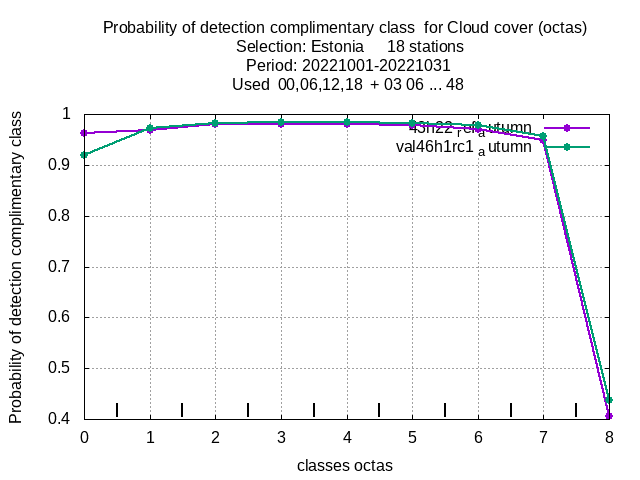 Probability of detection complimentary class  for Cloud cover (octas)
Selection: Estonia     18 stations
Period: 20221001-20221031
Used  00,06,12,18  + 03 06 ... 48
Probability of detection complimentary class
1
0.9
0.8
0.7
0.6
0.5
0.4
43h22_ref_autumn
val46h1rc1_autumn
0 1 2 3 4 5 6 7 8
classes octas